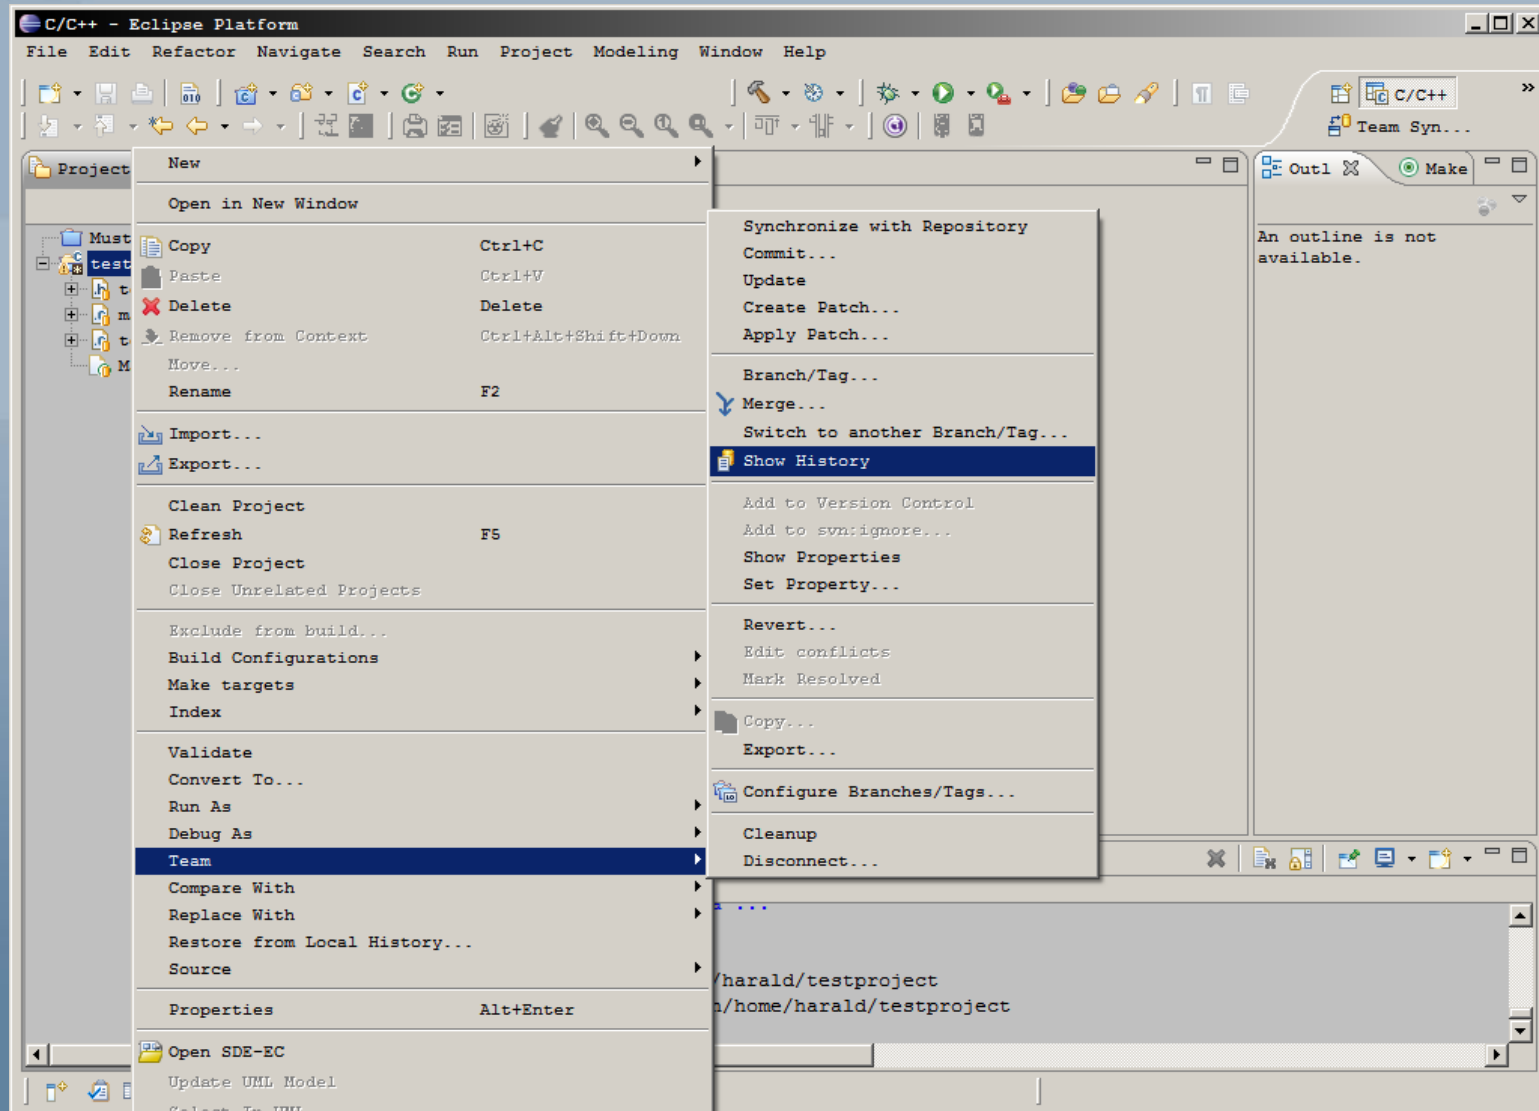 C/C++ - Eclipse Platform
File Edit Refactor Navigate Search Run Project Modeling Window Help
C/C++
Team Syn...
Project
Outl
Make
An outline is not
available.
Must
test
t
m
t
M
New
Open in New Window
Copy Ctrl+C
Paste Ctrl+V
Delete Delete
Remove from Context Ctrl+Alt+Shift+Down
Move...
Rename F2
Import...
Export...
Clean Project
Refresh F5
Close Project
Close Unrelated Projects
Exclude from build...
Build Configurations
Make targets
Index
Validate
Convert To...
Run As
Debug As
Team
Compare With
Replace With
Restore from Local History...
Source
Properties Alt+Enter
Open SDE-EC
Update UML Model
Select In UML
Synchronize with Repository
Commit...
Update
Create Patch...
Apply Patch...
Branch/Tag...
Merge...
Switch to another Branch/Tag...
Show History
Add to Version Control
Add to svn:ignore...
Show Properties
Set Property...
Revert...
Edit conflicts
Mark Resolved
Copy...
Export...
Configure Branches/Tags...
Cleanup
Disconnect...
...
/harald/testproject
/home/harald/testproject